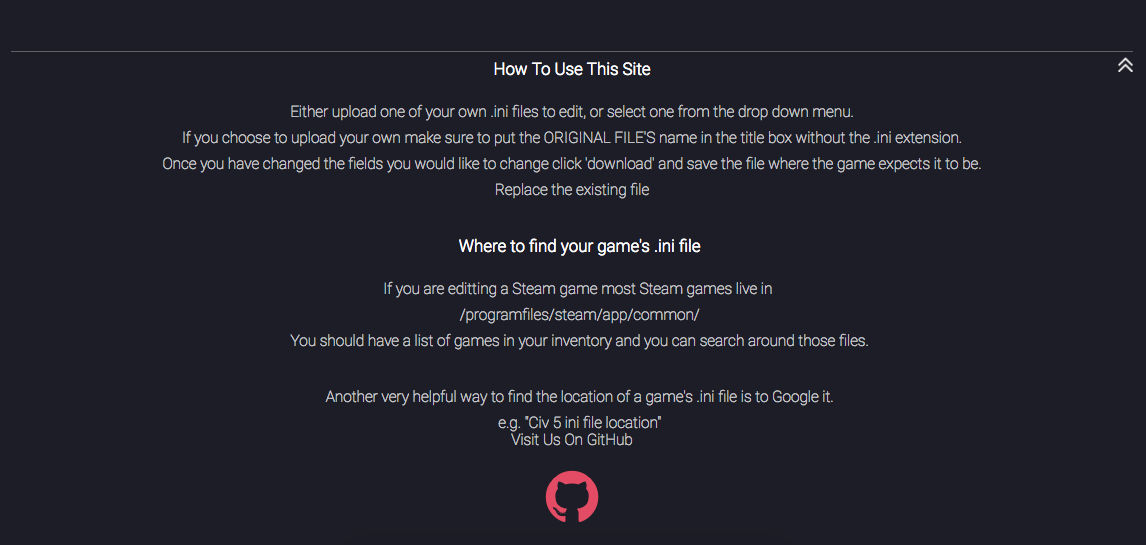 How To Use This Site
Either upload one of your own .ini files to edit, or select one from the drop down menu.
If you choose to upload your own make sure to put the ORIGINAL FILE'S name in the title box without the .ini extension.
Once you have changed the fields you would like to change click 'download' and save the file where the game expects it to be.
Replace the existing file
Where to find your game's .ini file
If you are editting a Steam game most Steam games live in
/programfiles/steam/app/common/
You should have a list of games in your inventory and you can search around those files.
Another very helpful way to find the location of a game's .ini file is to Google it.
e.g. "Civ 5 ini file location"
Visit Us On GitHub